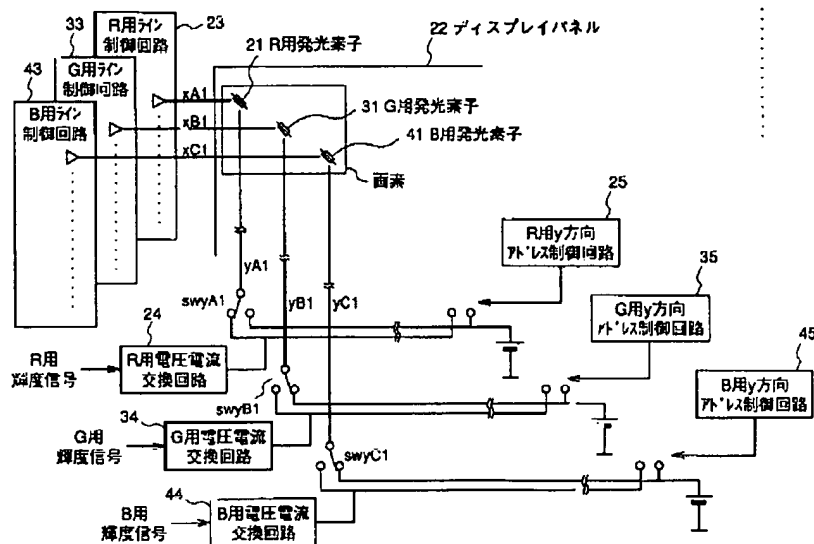 R用ライン
制御回路
23
33
G用ライン
制御回路
43
B用ライン
制御回路
22 ディスプレイパネル
21 R用発光素子
xA1
31 G用発光素子
xB1
41 B用発光素子
xC1
画素
25
R用y方向
アドレス制御回路
35
G用y方向
アドレス制御回路
45
B用y方向
アドレス制御回路
yA1
yB1
yC1
swyA1
24
R用
輝度信号
R用電圧電流
交換回路
swyB1
34
G用
輝度信号
G用電圧電流
交換回路
swyC1
44
B用
輝度信号
B用電圧電流
交換回路